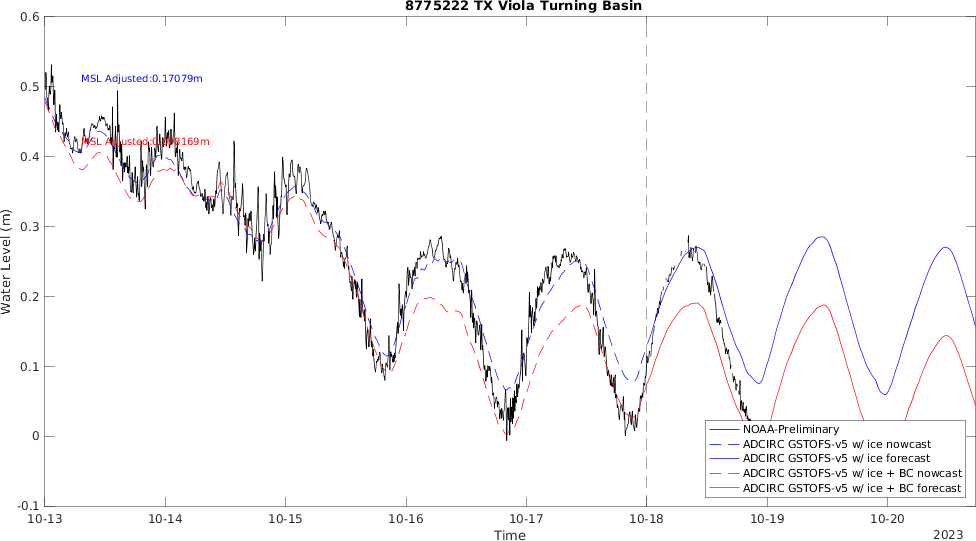 8775222 TX Viola Turning Basin
0.6
0.5
0.4
0.3
0.2
0.1
0
-0.1
Water Level (m)
MSL Adjusted:0.17079m
MSL
NOAA-Preliminary
ADCIRC GSTOFS-v5 w/ ice nowcast
ADCIRC GSTOFS-v5 w/ ice forecast
ADCIRC GSTOFS-v5 w/ ice + BC nowcast
ADCIRC GSTOFS-v5 w/ ice + BC forecast
10-13 10-14 10-15 10-16 10-17 10-18 10-19 10-20
Time
2023